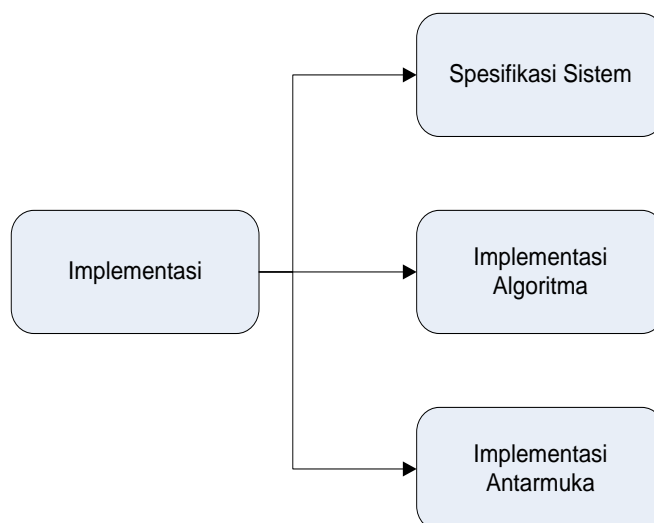 Spesifikasi Sistem
Implementasi
Implementasi
Algoritma
Implementasi
Antarmuka